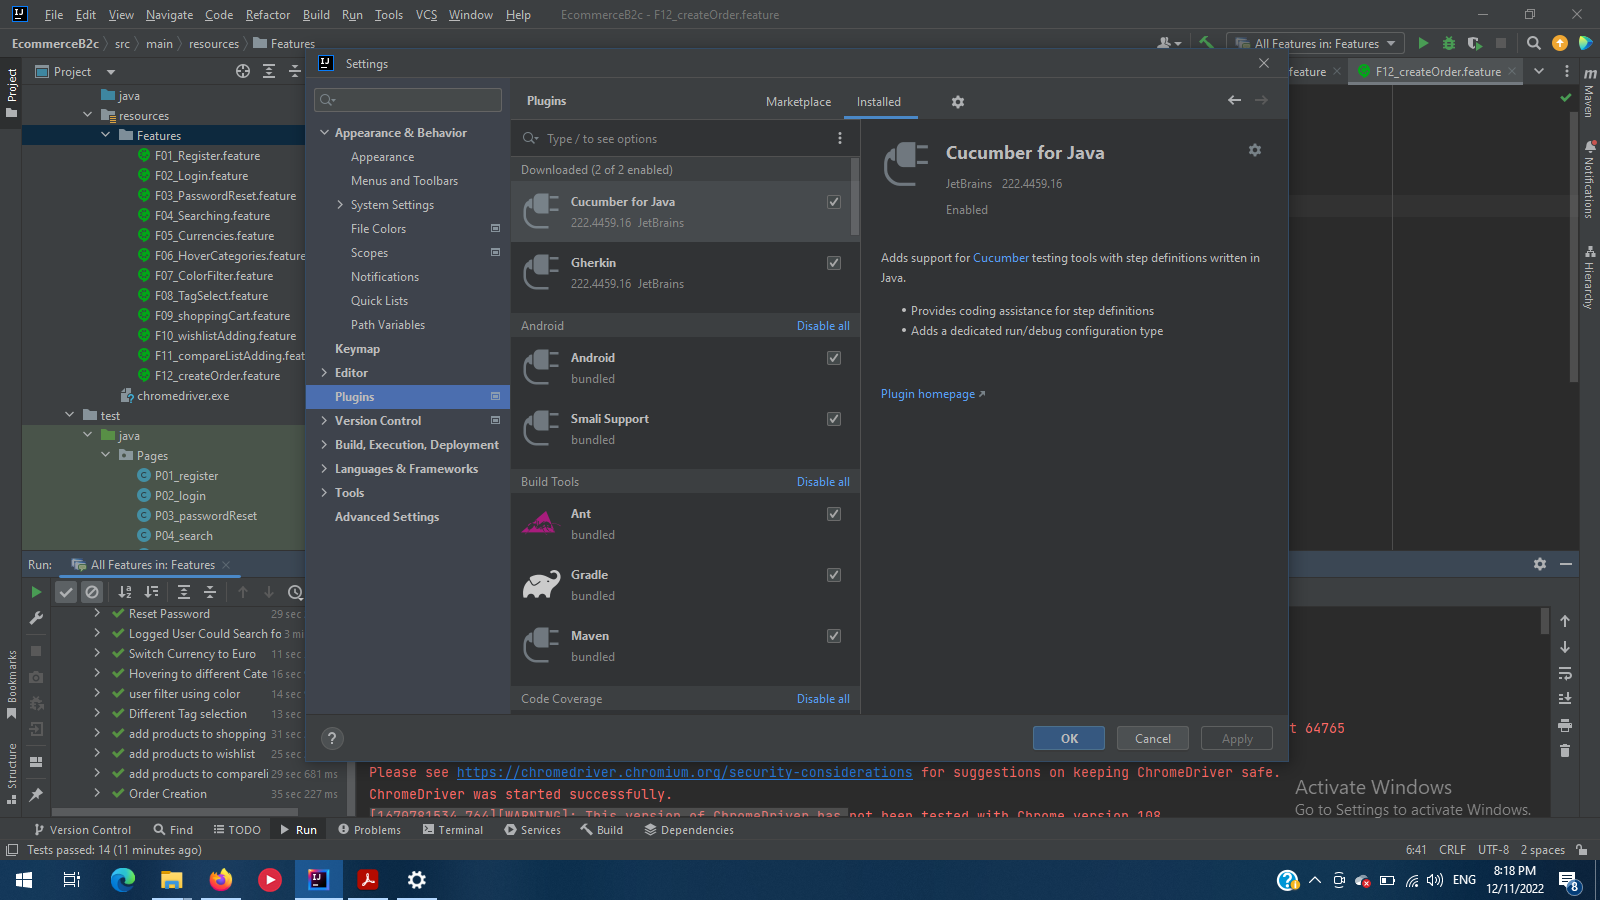 File Edit View Navigate Code Refactor Build Run Tools VCS Window Help EcommerceB2c - F12_createOrder.feature
EcommerceB2c src main resources Features
All Features in: Features
Project
Settings
feature
F12_createOrder.feature
Project
java
resources
Features
F01_Register.feature
F02_Login.feature
F03_PasswordReset.feature
F04_Searching.feature
F05_Currencies.feature
F06_HoverCategories.feature
F07_ColorFilter.feature
F08_TagSelect.feature
F09_shoppingCart.feature
F10_wishlistAdding.feature
F11_compareListAdding.feat
F12_createOrder.feature
chromedriver.exe
test
java
Pages
P01_register
P02_login
P03_passwordReset
P04_search
Appearance & Behavior
Appearance
Menus and Toolbars
System Settings
File Colors
Scopes
Notifications
Quick Lists
Path Variables
Keymap
Editor
Plugins
Version Control
Build, Execution, Deployment
Languages & Frameworks
Tools
Advanced Settings
Plugins
Marketplace
Installed
Type / to see options
Downloaded (2 of 2 enabled)
Cucumber for Java
222.4459.16 JetBrains
Gherkin
222.4459.16 JetBrains
Android Disable all
Android
bundled
Smali Support
bundled
Build Tools Disable all
Ant
bundled
Gradle
bundled
Maven
bundled
Code Coverage Disable all
Cucumber for Java
JetBrains 222.4459.16
Enabled
Adds support for Cucumber testing tools with step definitions written in
Java.
• Provides coding assistance for step definitions
• Adds a dedicated run/debug configuration type
Plugin homepage
?
OK
Cancel
Apply
Maven
Notifications
Hierarchy
Run: All Features in: Features
Reset Password 29 sec
Logged User Could Search fo 3 mi
Switch Currency to Euro 11 sec
Hovering to different Cate 16 sec
user filter using color 14 sec
Different Tag selection 13 sec
add products to shopping 31 sec
add products to wishlist 25 sec
add products to compareli 29 sec 681 ms
Order Creation 35 sec 227 ms
Bookmarks
Structure
t 64765
Please see https://chromedriver.chromium.org/security-considerations for suggestions on keeping ChromeDriver safe.
ChromeDriver was started successfully.
[1670781534.764][WARNING]: This version of ChromeDriver has not been tested with Chrome version 108.
Activate Windows
Go to Settings to activate Windows.
Version Control Find TODO Run Problems Terminal Services Build Dependencies
Tests passed: 14 (11 minutes ago)
6:41 CRLF UTF-8 2 spaces
ENG
8:18 PM
12/11/2022
8